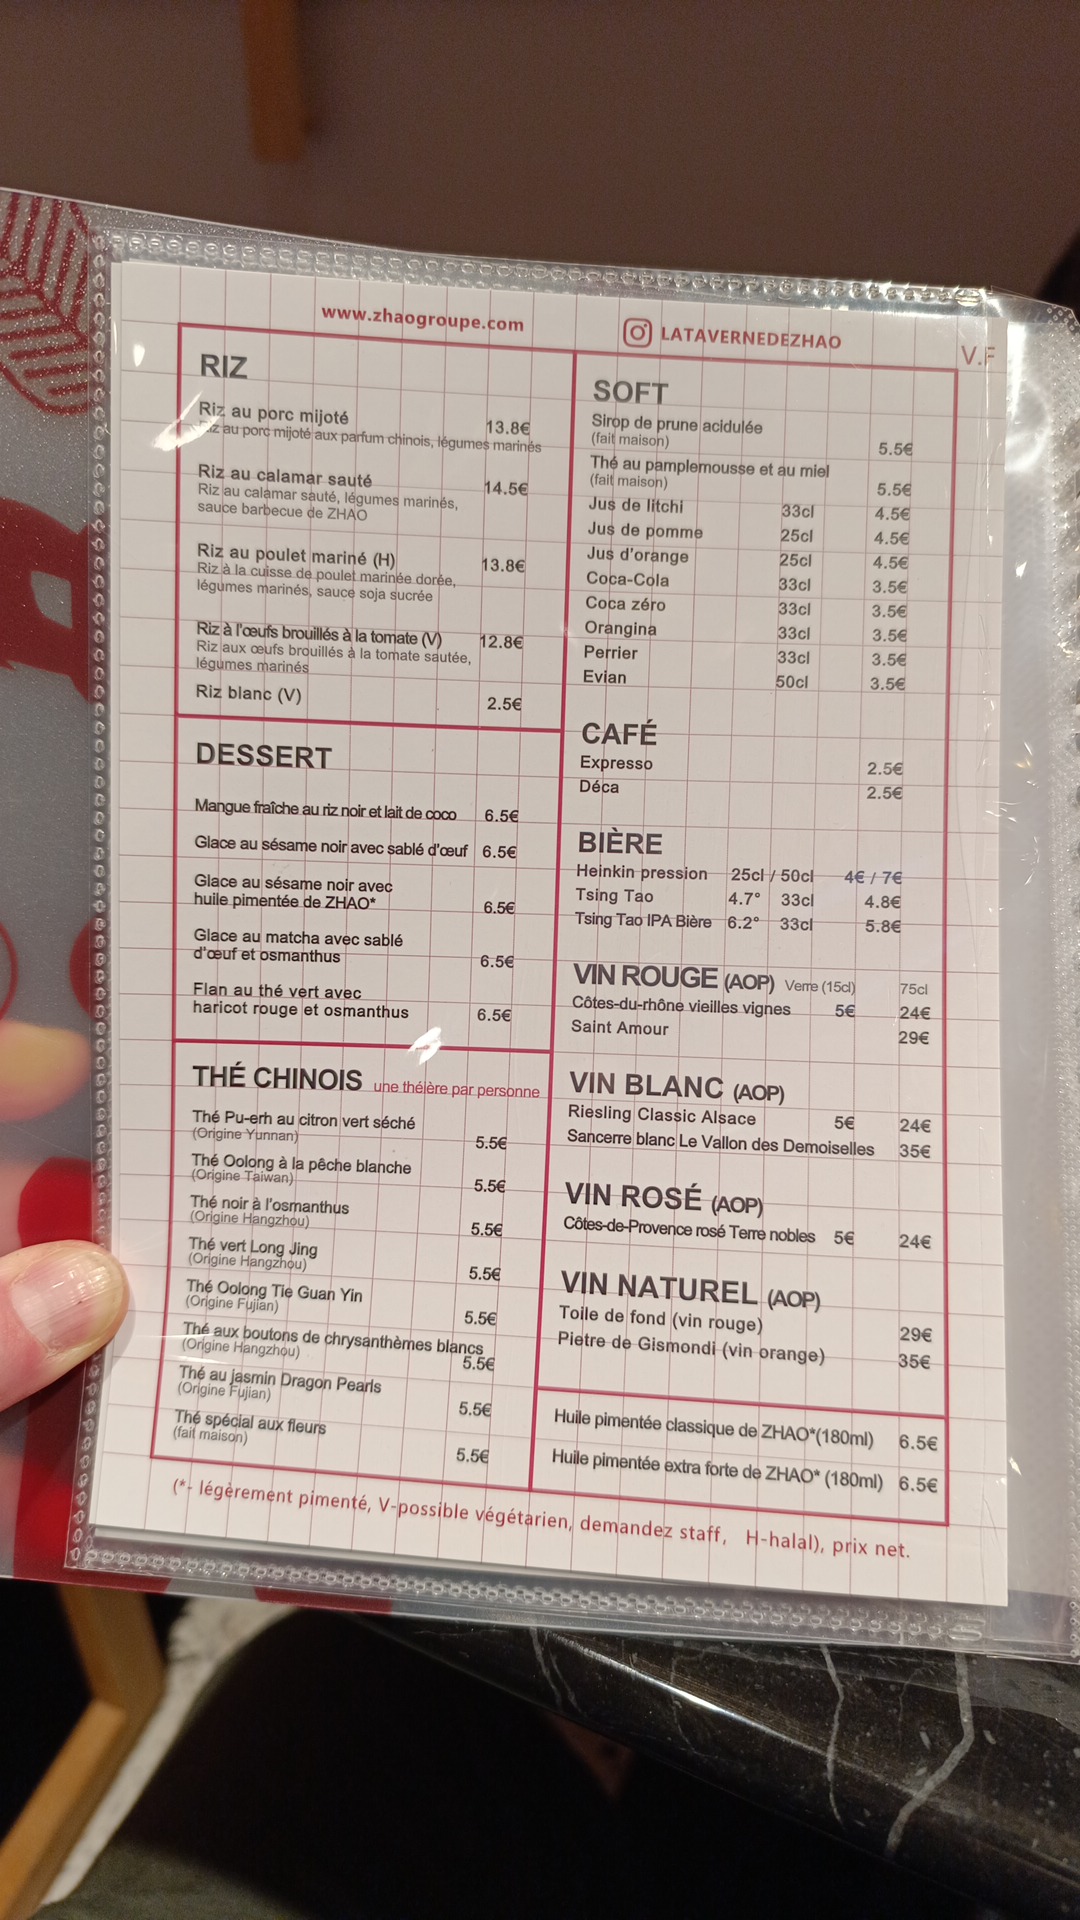 www.zhaogroupe.com
LATAVERNEDEZHAO
V.F
RIZ
Riz au porc mijoté 13.8€
Riz au porc mijoté aux parfum chinois, légumes marinés
Riz au calamar sauté 14.5€
Riz au calamar sauté, légumes marinés,
sauce barbecue de ZHAO
Riz au poulet mariné (H) 13.8€
Riz à la cuisse de poulet marinée dorée,
légumes marinés, sauce soja sucrée
Riz à l'œufs brouillés à la tomate (V) 12.8€
Riz aux œufs brouillés à la tomate sautée,
légumes marinés
Riz blanc (V) 2.5€
DESSERT
Mangue fraîche au riz noir et lait de coco 6.5€
Glace au sésame noir avec sablé d'œuf 6.5€
Glace au sésame noir avec
huile pimentée de ZHAO* 6.5€
Glace au matcha avec sablé
d'œuf et osmanthus 6.5€
Flan au thé vert avec
haricot rouge et osmanthus 6.5€
THÉ CHINOIS une théière par personne
Thé Pu-erh au citron vert séché
(Origine Yunnan) 5.5€
Thé Oolong à la pêche blanche
(Origine Taiwan) 5.5€
Thé noir à l'osmanthus
(Origine Hangzhou) 5.5€
Thé vert Long Jing
(Origine Hangzhou) 5.5€
Thé Oolong Tie Guan Yin
(Origine Fujian) 5.5€
Thé aux boutons de chrysanthèmes blancs
(Origine Hangzhou) 5.5€
Thé au jasmin Dragon Pearls
(Origine Fujian) 5.5€
Thé spécial aux fleurs
(fait maison) 5.5€
SOFT
Sirop de prune acidulée
(fait maison) 5.5€
Thé au pamplemousse et au miel
(fait maison) 5.5€
Jus de litchi 33cl 4.5€
Jus de pomme 25cl 4.5€
Jus d'orange 25cl 4.5€
Coca-Cola 33cl 3.5€
Coca zéro 33cl 3.5€
Orangina 33cl 3.5€
Perrier 33cl 3.5€
Evian 50cl 3.5€
CAFÉ
Expresso 2.5€
Déca 2.5€
BIÈRE
Heinkin pression 25cl / 50cl 4€ / 7€
Tsing Tao 4.7° 33cl 4.8€
Tsing Tao IPA Bière 6.2° 33cl 5.8€
VIN ROUGE (AOP) Verre (15cl) 75cl
Côtes-du-rhône vieilles vignes 5€ 24€
Saint Amour 29€
VIN BLANC (AOP)
Riesling Classic Alsace 5€ 24€
Sancerre blanc Le Vallon des Demoiselles 35€
VIN ROSÉ (AOP)
Côtes-de-Provence rosé Terre nobles 5€ 24€
VIN NATUREL (AOP)
Toile de fond (vin rouge) 29€
Pietre de Gismondi (vin orange) 35€
Huile pimentée classique de ZHAO*(180ml) 6.5€
Huile pimentée extra forte de ZHAO* (180ml) 6.5€
(*- légèrement pimenté, V-possible végétarien, demandez staff, H-halal), prix net.